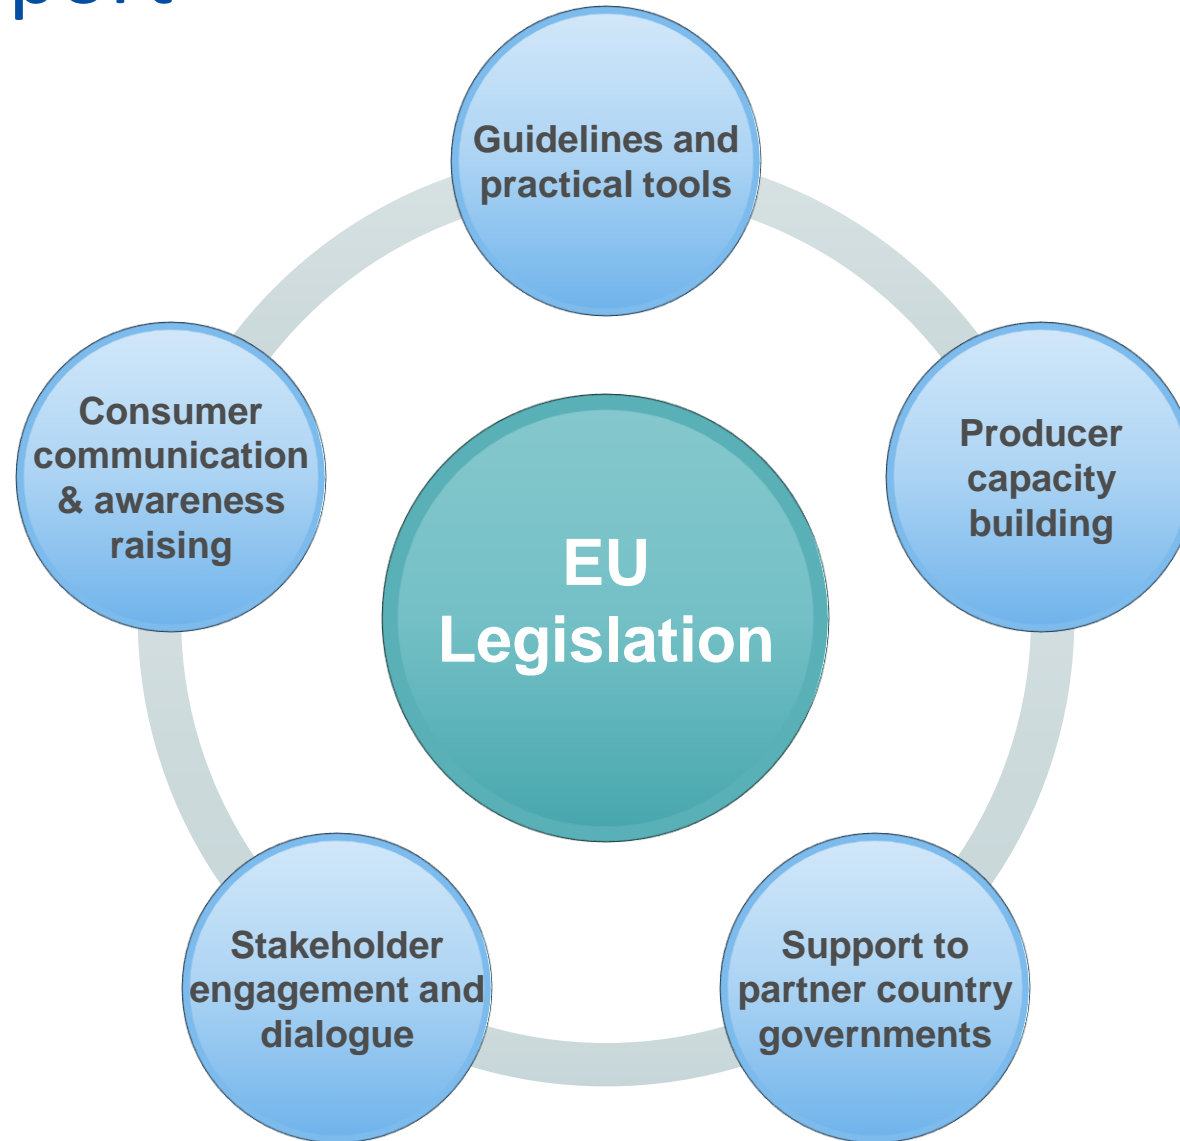 Guidelines and
practical tools
Producer
capacity
building
Consumer
communication
& awareness
raising
EU
Legislation
Support to
partner country
governments
Stakeholder
engagement and
dialogue